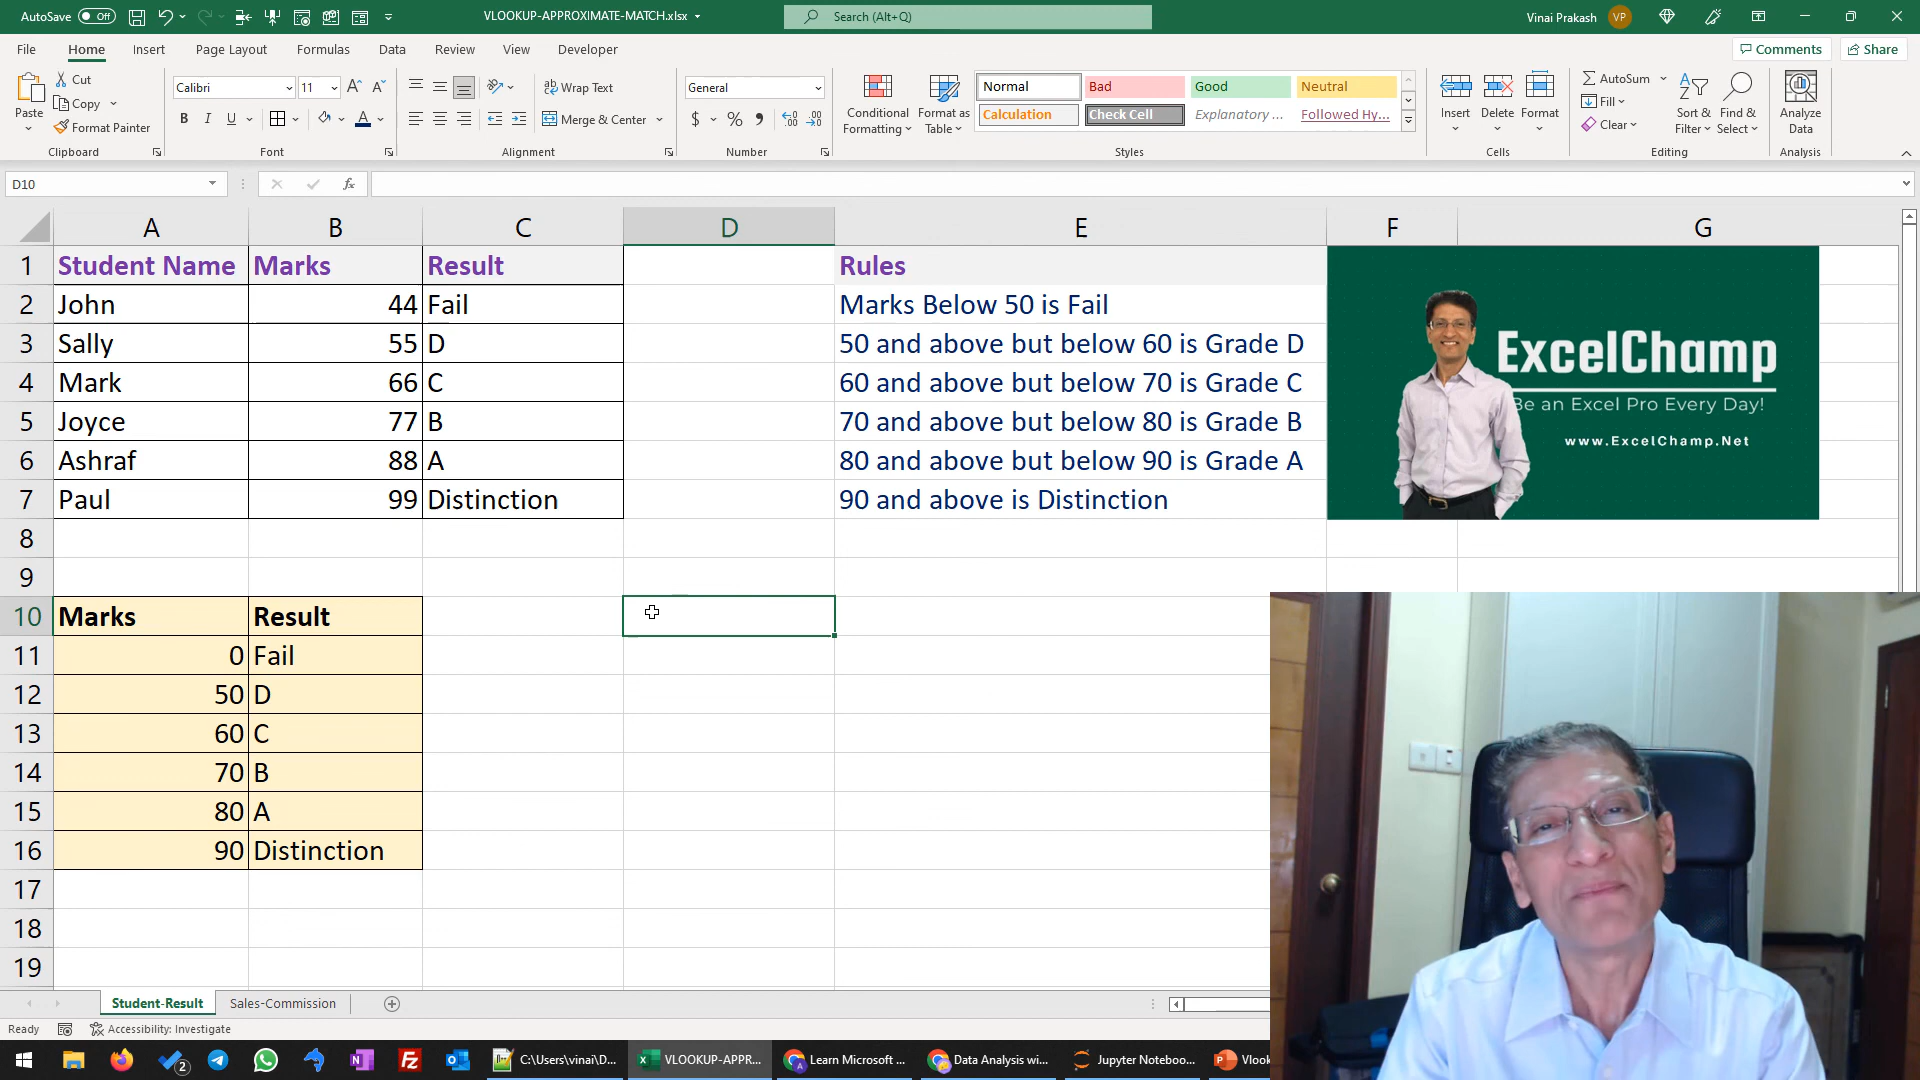 AutoSave Off
VLOOKUP-APPROXIMATE-MATCH.xlsx
Search (Alt+Q)
Vinai Prakash VP
File Home Insert Page Layout Formulas Data Review View Developer
Comments Share
Paste
Cut
Copy
Format Painter
Clipboard
Calibri 11
B I U
Font
Wrap Text
Merge & Center
Alignment
General
$ %
Number
Conditional Formatting
Format as Table
Normal Bad Good Neutral
Calculation Check Cell Explanatory ... Followed Hy...
Styles
Insert Delete Format
Cells
AutoSum
Fill
Clear
Sort & Filter
Find & Select
Editing
Analyze Data
Analysis
D10
fx
A B C D E F G
1 Student Name Marks Result Rules
2 John 44 Fail Marks Below 50 is Fail
3 Sally 55 D 50 and above but below 60 is Grade D
4 Mark 66 C 60 and above but below 70 is Grade C
5 Joyce 77 B 70 and above but below 80 is Grade B
6 Ashraf 88 A 80 and above but below 90 is Grade A
7 Paul 99 Distinction 90 and above is Distinction
ExcelChamp
Be an Excel Pro Every Day!
www.ExcelChamp.Net
8
9
10 Marks Result
11 0 Fail
12 50 D
13 60 C
14 70 B
15 80 A
16 90 Distinction
17
18
19
Student-Result Sales-Commission
Ready Accessibility: Investigate
2 C:\Users\vinai\D... VLOOKUP-APPR... Learn Microsoft ... Data Analysis wi... Jupyter Noteboo... Vlook